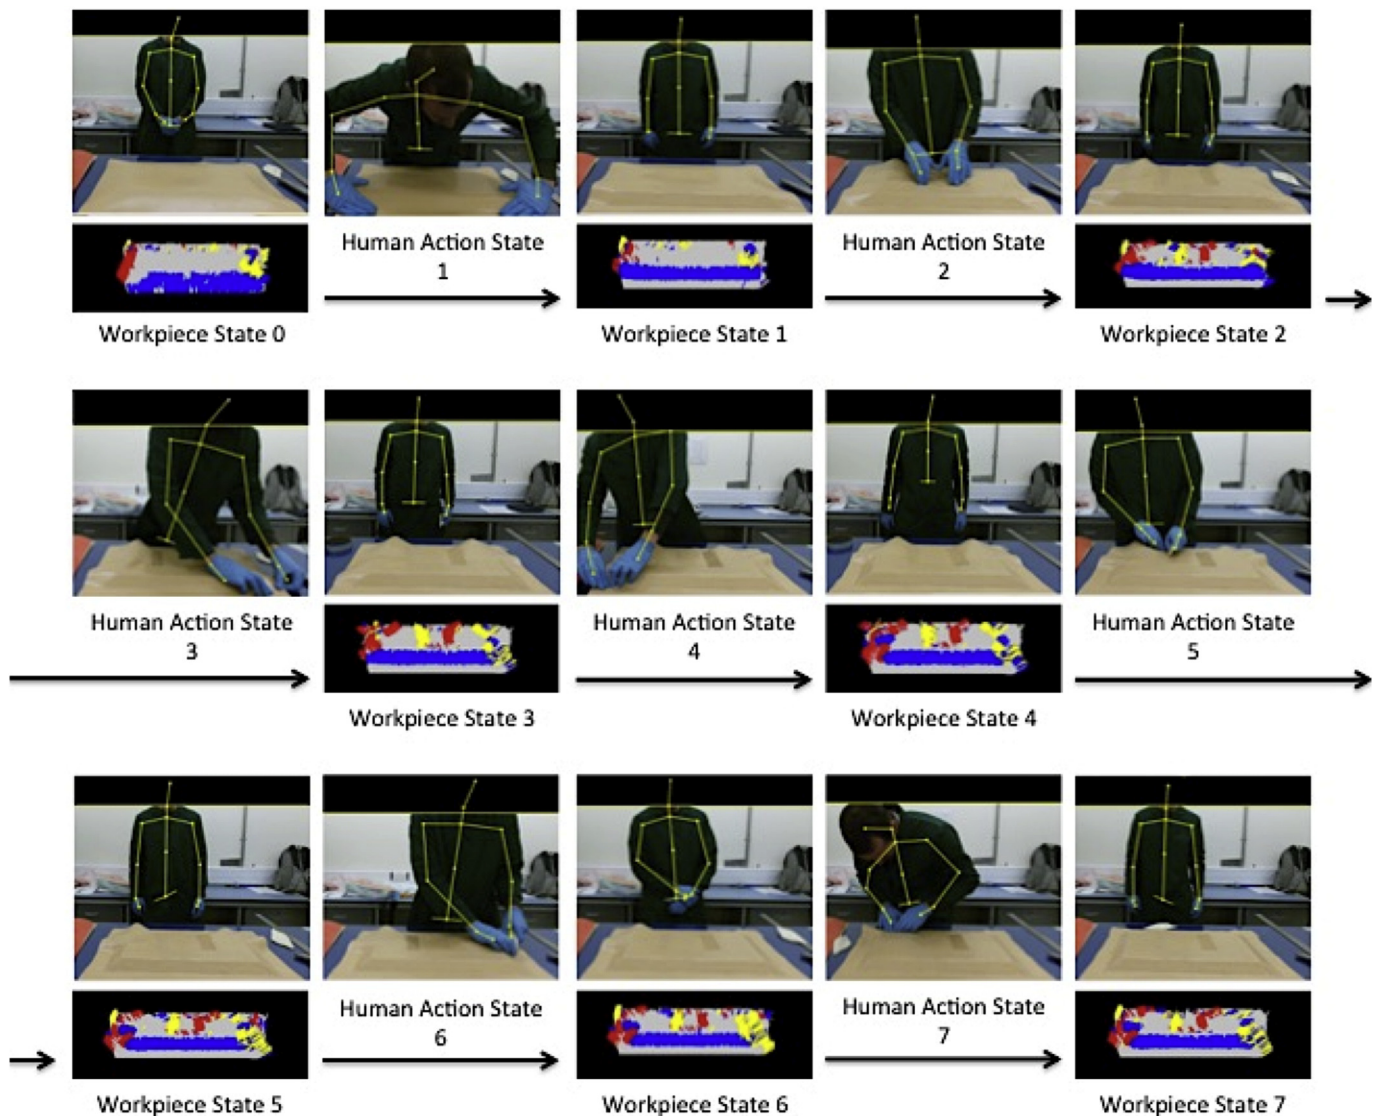 Human Action State
1
Human Action State
2
Workpiece State 0
Workpiece State 1
Workpiece State 2
Human Action State
3
Human Action State
4
Human Action State
5
Workpiece State 3
Workpiece State 4
Human Action State
6
Human Action State
7
Workpiece State 5
Workpiece State 6
Workpiece State 7